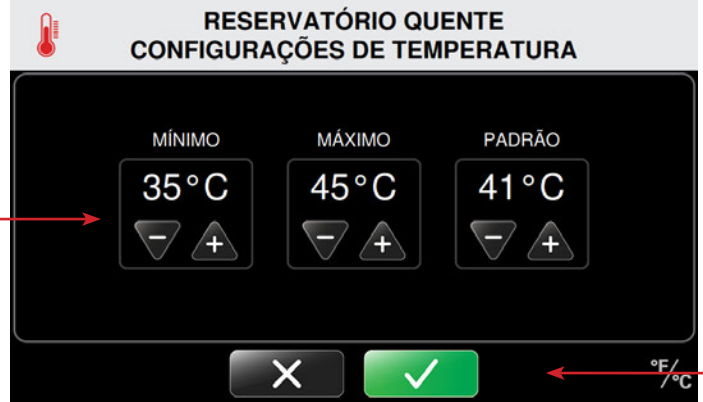 RESERVATÓRIO QUENTE
CONFIGURAÇÕES DE TEMPERATURA
MÍNIMO MÁXIMO PADRÃO
35°C 45°C 41°C
- + - + - +
°F/°C